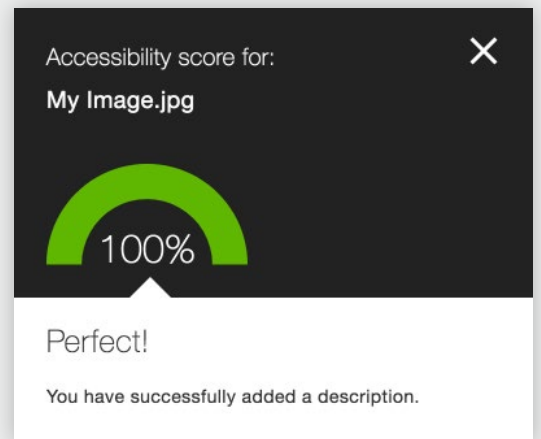 Accessibility score for:
My Image.jpg
100%
Perfect!
You have successfully added a description.